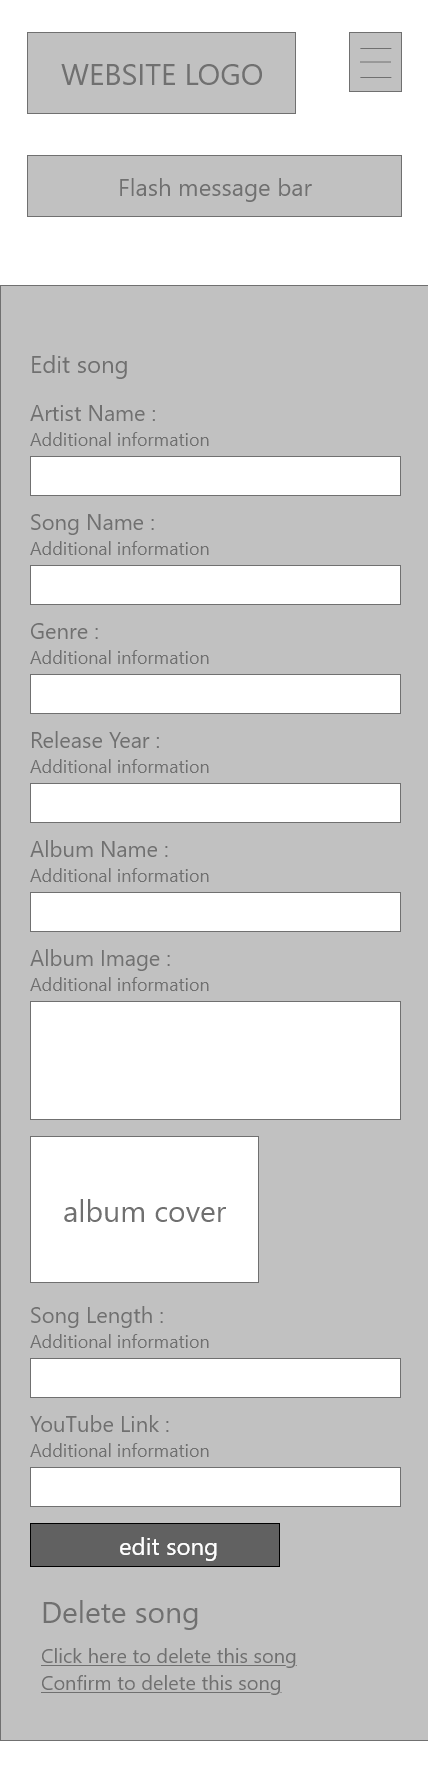 WEBSITE LOGO
Flash message bar
Edit song
Artist Name :
Additional information
Song Name :
Additional information
Genre :
Additional information
Release Year :
Additional information
Album Name :
Additional information
Album Image :
Additional information
album cover
Song Length :
Additional information
YouTube Link :
Additional information
edit song
Delete song
Click here to delete this song
Confirm to delete this song